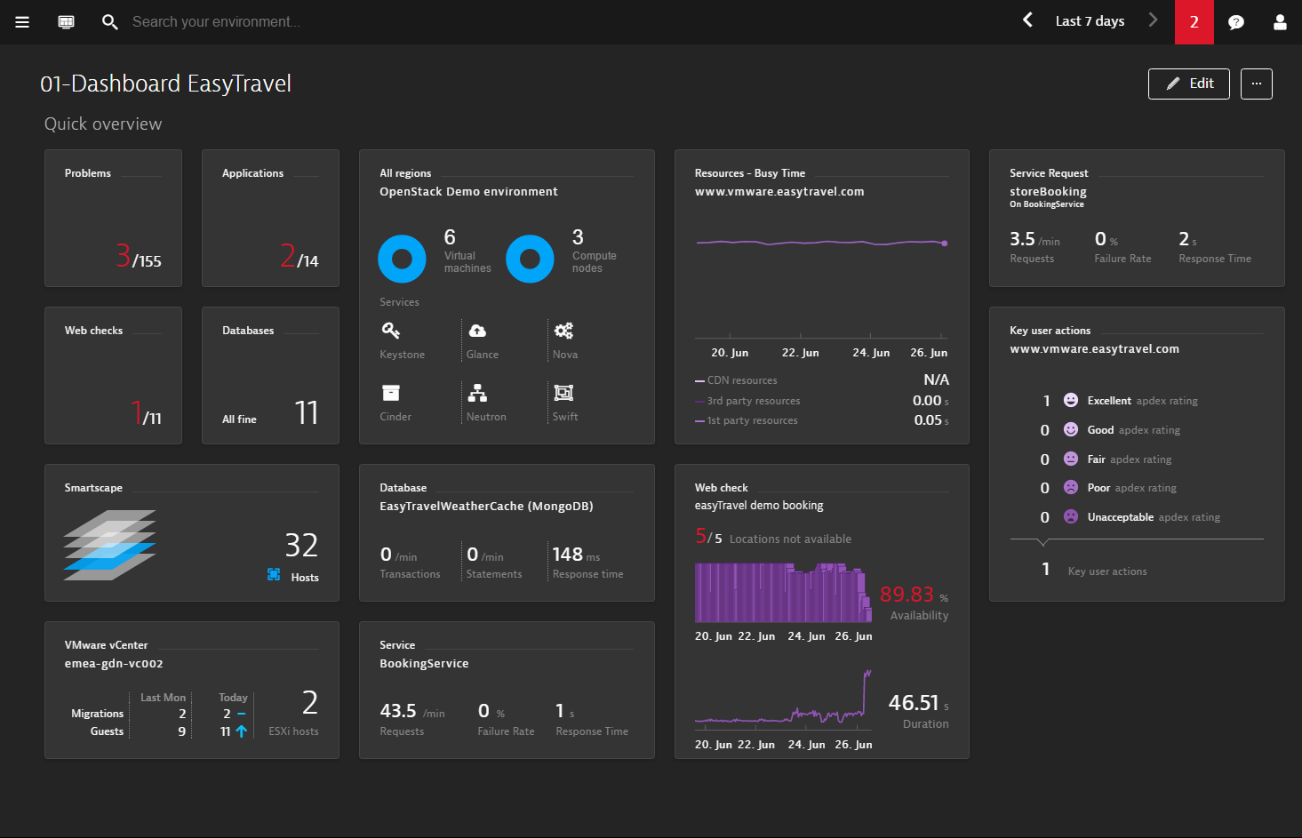 Search your environment...
Last 7 days
2
01-Dashboard EasyTravel
Edit
...
Quick overview
Problems
3/155
Applications
2/14
Web checks
1/11
Databases
All fine 11
All regions
OpenStack Demo environment
6 Virtual machines
3 Compute nodes
Services
Keystone Glance Nova
Cinder Neutron Swift
Resources - Busy Time
www.vmware.easytravel.com
20. Jun 22. Jun 24. Jun 26. Jun
CDN resources N/A
3rd party resources 0.00 s
1st party resources 0.05 s
Service Request
storeBooking
On BookingService
3.5 /min 0 % 2 s
Requests Failure Rate Response Time
Key user actions
www.vmware.easytravel.com
1 Excellent apdex rating
0 Good apdex rating
0 Fair apdex rating
0 Poor apdex rating
0 Unacceptable apdex rating
1 Key user actions
Smartscape
32
Hosts
Database
EasyTravelWeatherCache (MongoDB)
0 /min 0 /min 148 ms
Transactions Statements Response time
Web check
easyTravel demo booking
5/5 Locations not available
89.83 %
Availability
20. Jun 22. Jun 24. Jun 26. Jun
46.51 s
Duration
20. Jun 22. Jun 24. Jun 26. Jun
VMware vCenter
emea-gdn-vc002
Last Mon Today
Migrations 2 2
Guests 9 11
2
ESXi hosts
Service
BookingService
43.5 /min 0 % 1 s
Requests Failure Rate Response Time